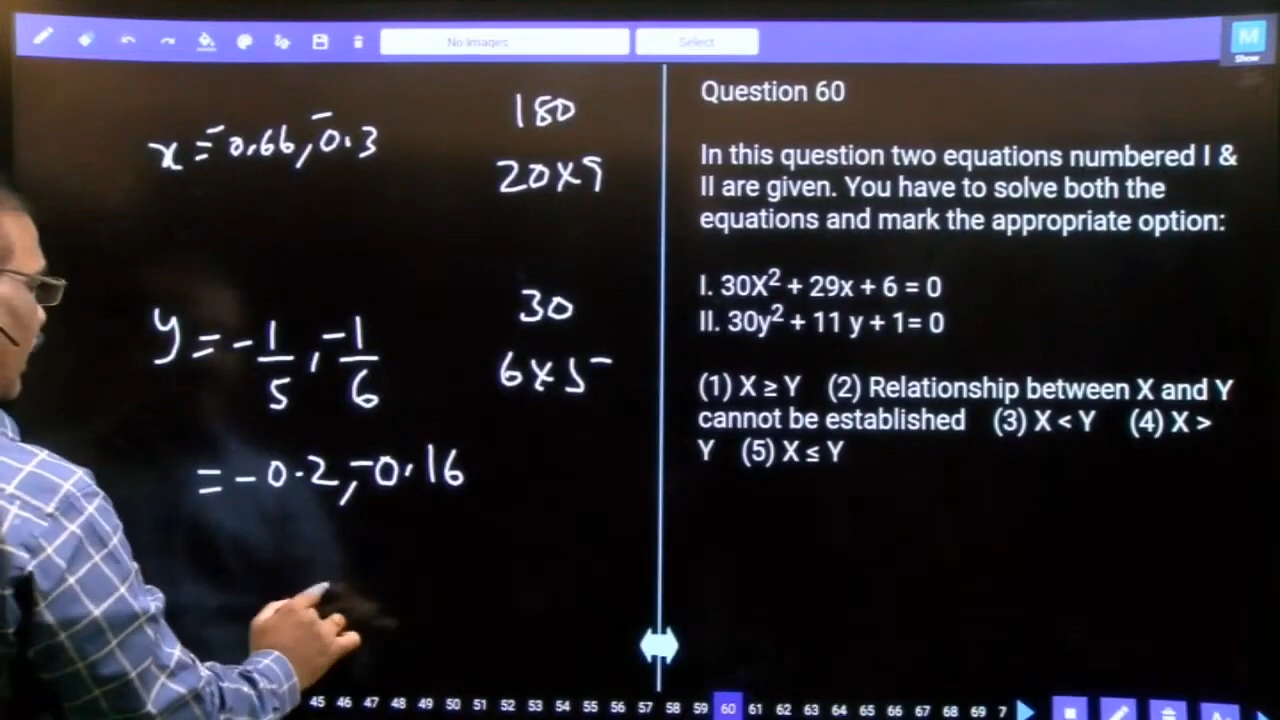 No Images Select M
Show
x = -0.66, -0.3
180
20x9
y = -1/5, -1/6
30
6x5
= -0.2, -0.16
Question 60
In this question two equations numbered I &
II are given. You have to solve both the
equations and mark the appropriate option:
I. 30X² + 29x + 6 = 0
II. 30y² + 11 y + 1= 0
(1) X ≥ Y (2) Relationship between X and Y
cannot be established (3) X < Y (4) X >
Y (5) X ≤ Y
45 46 47 48 49 50 51 52 53 54 55 56 57 58 59 60 61 62 63 64 65 66 67 68 69 7